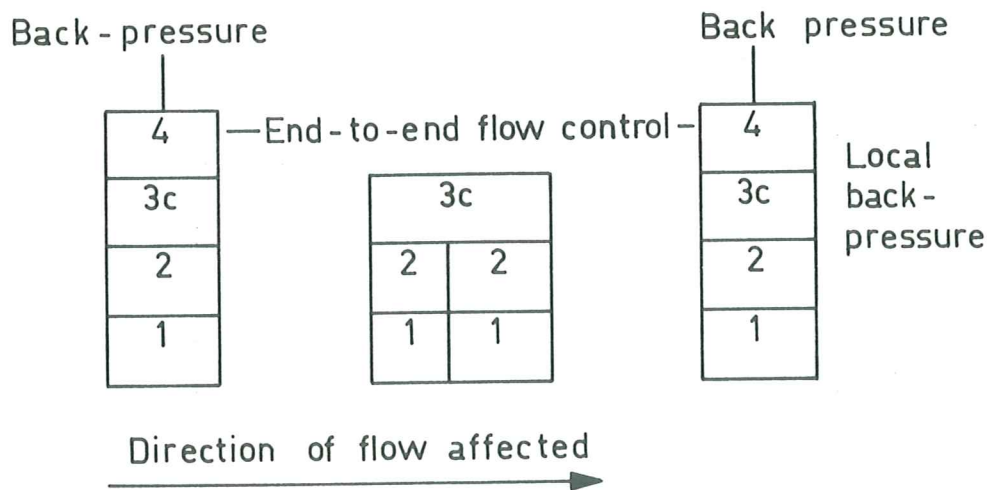 Back-pressure
Back pressure
4
End-to-end flow control
4
3c
3c
3c
Local
back-
pressure
2
2
2
2
1
1
1
1
Direction of flow affected